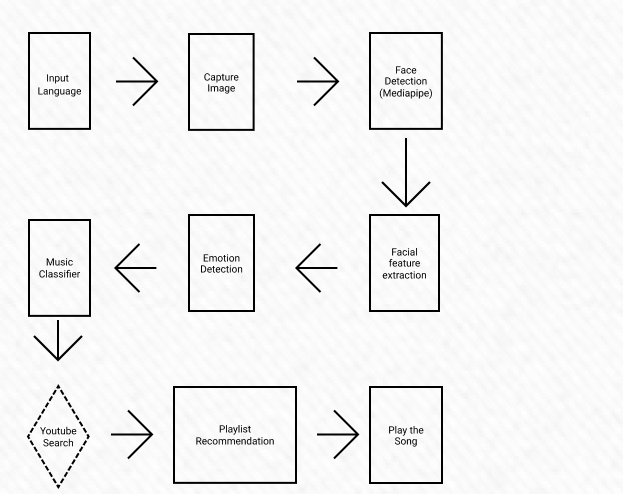 Input
Language
Capture
Image
Face
Detection
(Mediapipe)
Facial
feature
extraction
Emotion
Detection
Music
Classifier
Youtube
Search
Playlist
Recommendation
Play the
Song